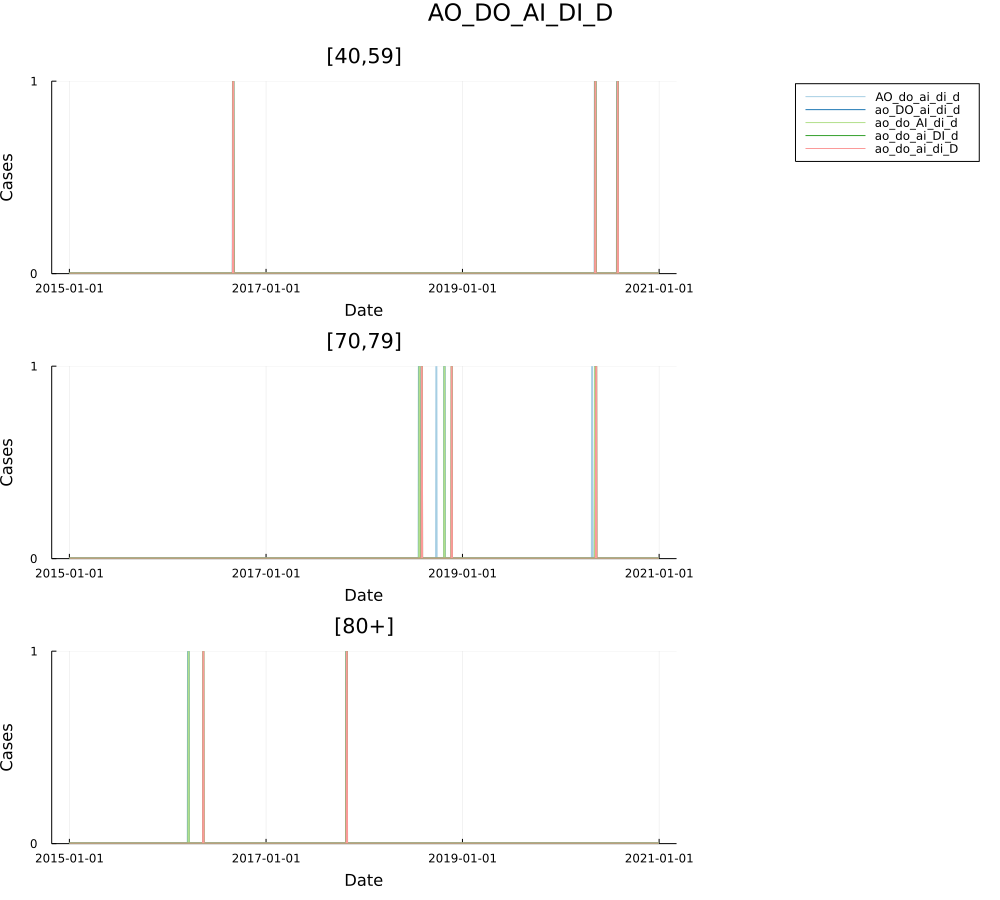 AO_DO_AI_DI_D
[40,59]
1
Cases
0
2015-01-01 2017-01-01 2019-01-01 2021-01-01
Date
AO_do_ai_di_d
ao_DO_ai_di_d
ao_do_AI_di_d
ao_do_ai_DI_d
ao_do_ai_di_D
[70,79]
1
Cases
0
2015-01-01 2017-01-01 2019-01-01 2021-01-01
Date
[80+]
1
Cases
0
2015-01-01 2017-01-01 2019-01-01 2021-01-01
Date